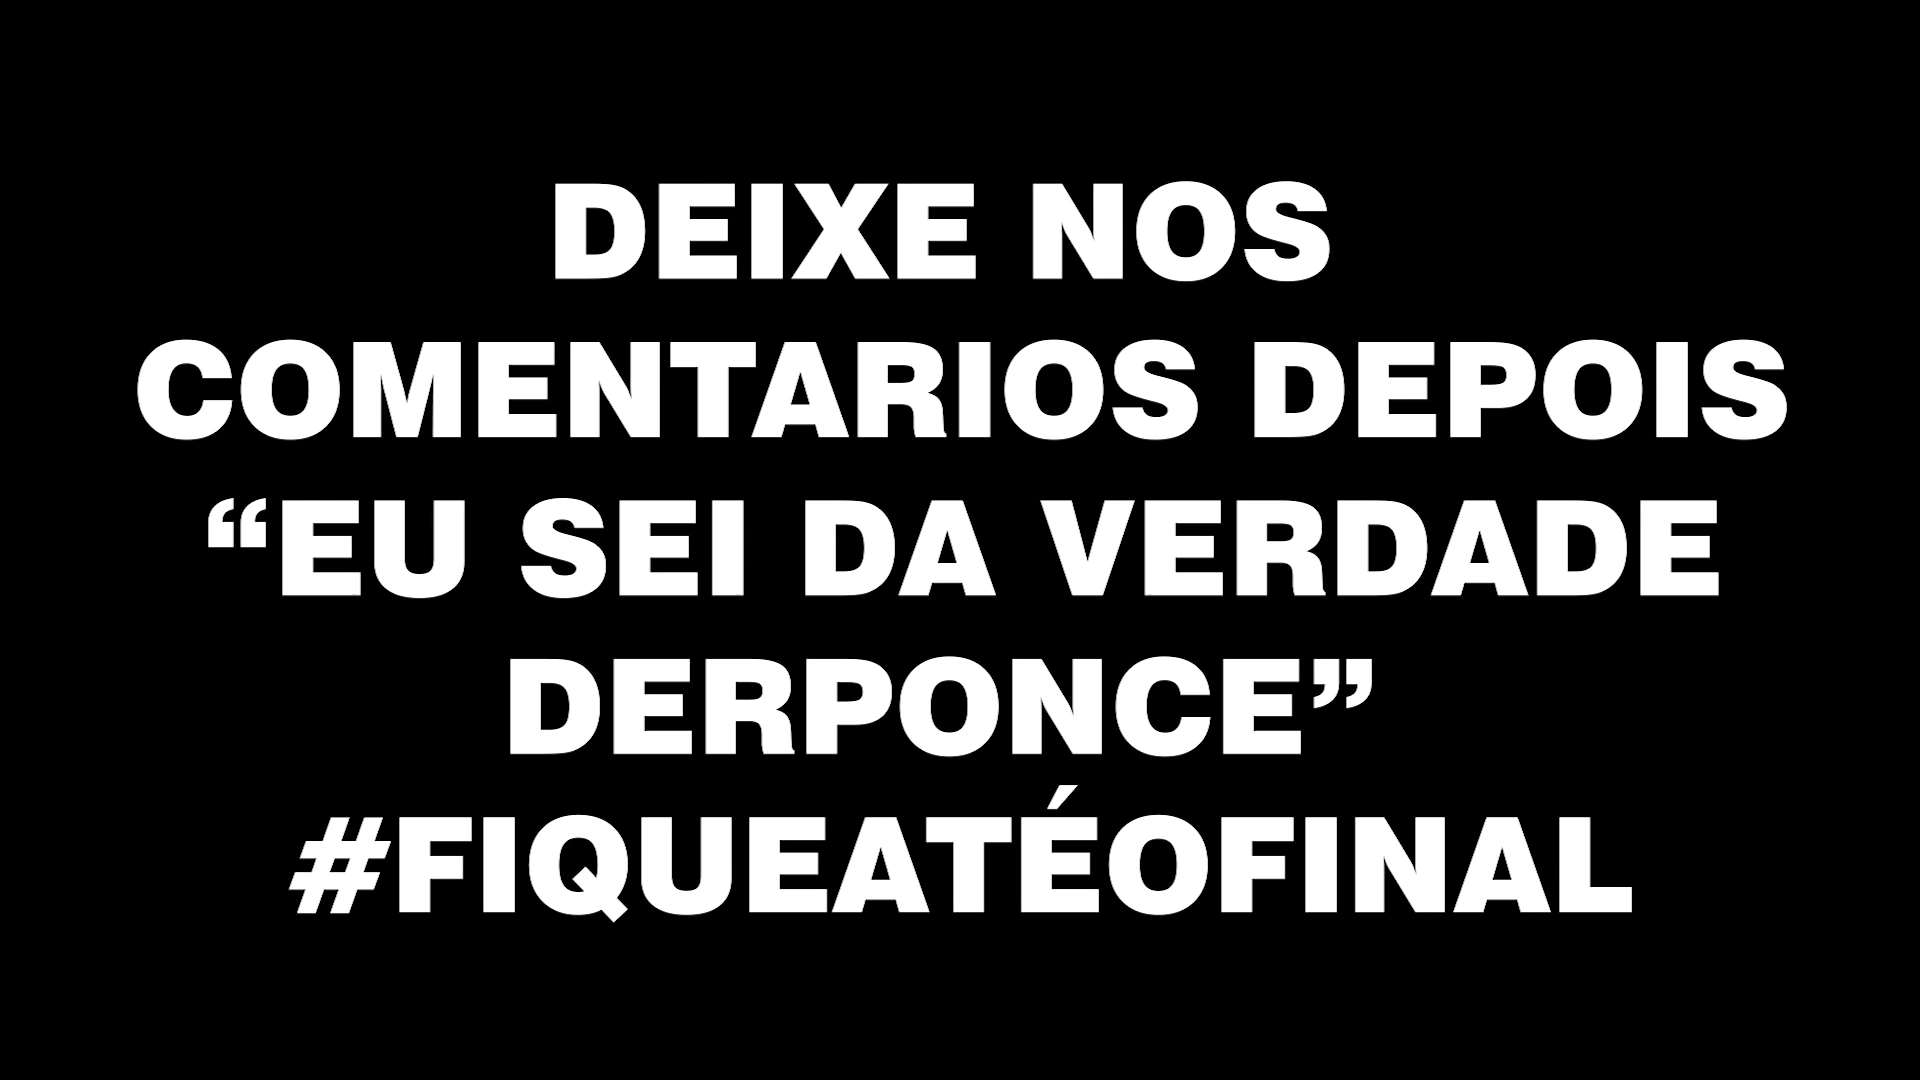 DEIXE NOS
COMENTARIOS DEPOIS
“EU SEI DA VERDADE
DERPONCE”
#FIQUEATÉOFINAL